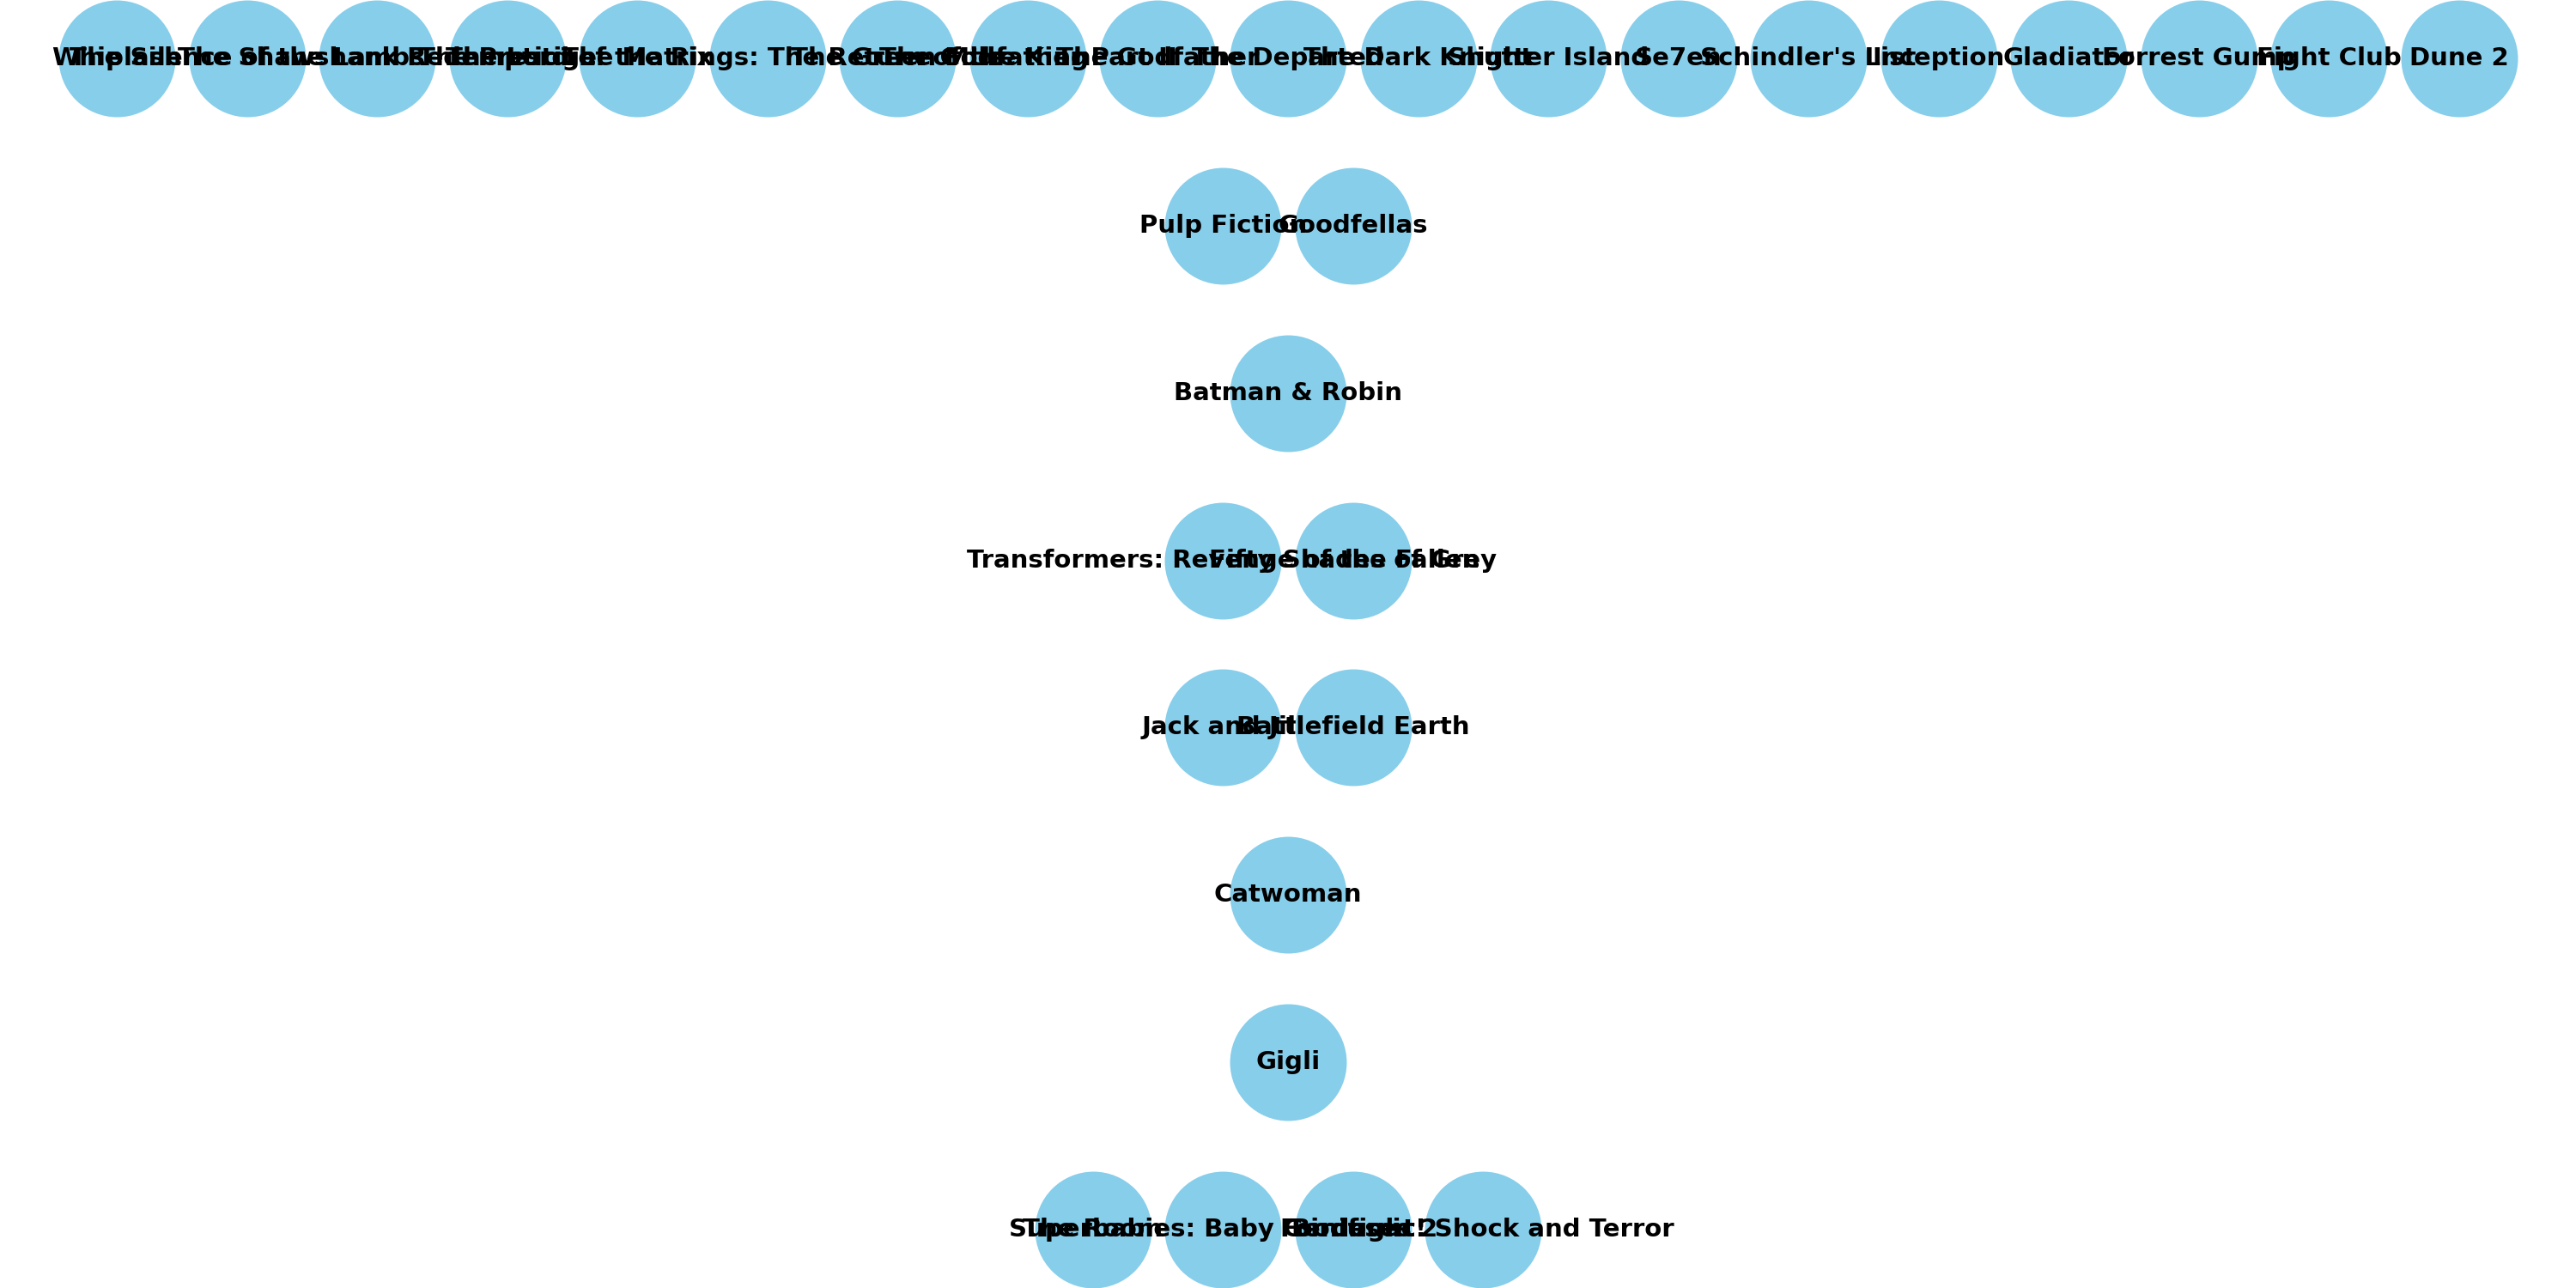 Whiplash
The Silence of the Lambs
The Shawshank Redemption
The Prestige
The Matrix
The Lord of the Rings: The Return of the King
The Green Mile
The Godfather Part II
The Godfather
The Departed
The Dark Knight
Shutter Island
Se7en
Schindler's List
Inception
Gladiator
Forrest Gump
Fight Club
Dune 2
Pulp Fiction
Goodfellas
Batman & Robin
Transformers: Revenge of the Fallen
Fifty Shades of Grey
Jack and Jill
Battlefield Earth
Catwoman
Gigli
The Room
Superbabies: Baby Geniuses 2
Foodfight!
Birdemic: Shock and Terror